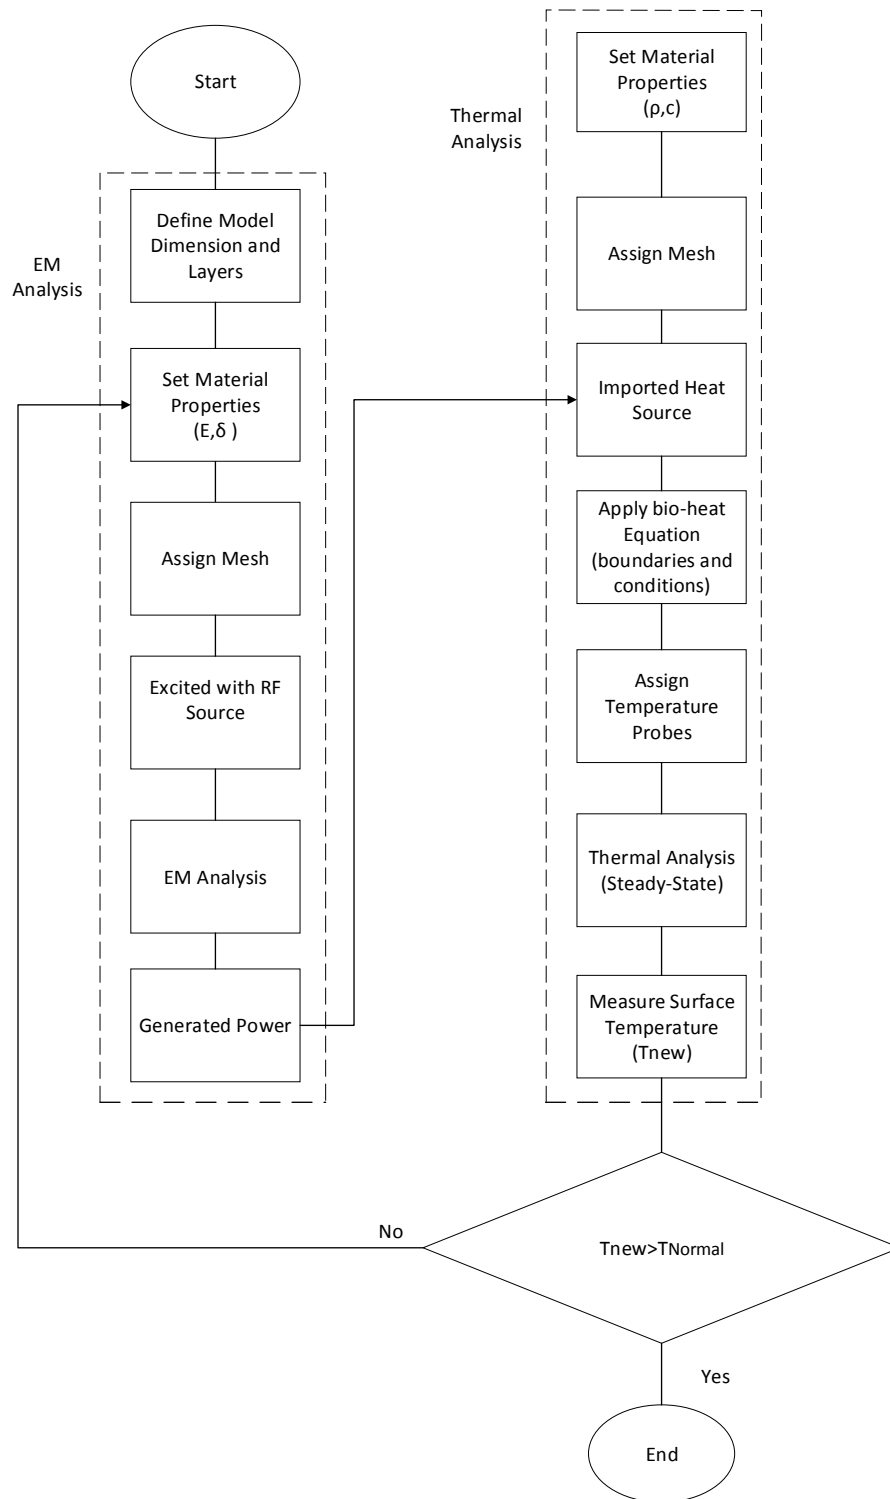 Start
EM
Analysis
Define Model
Dimension and
Layers
Set Material
Properties
(E,δ )
Assign Mesh
Excited with RF
Source
EM Analysis
Generated Power
Thermal
Analysis
Set Material
Properties
(ρ,c)
Assign Mesh
Imported Heat
Source
Apply bio-heat
Equation
(boundaries and
conditions)
Assign
Temperature
Probes
Thermal Analysis
(Steady-State)
Measure Surface
Temperature
(Tnew)
No
Tnew>TNormal
Yes
End